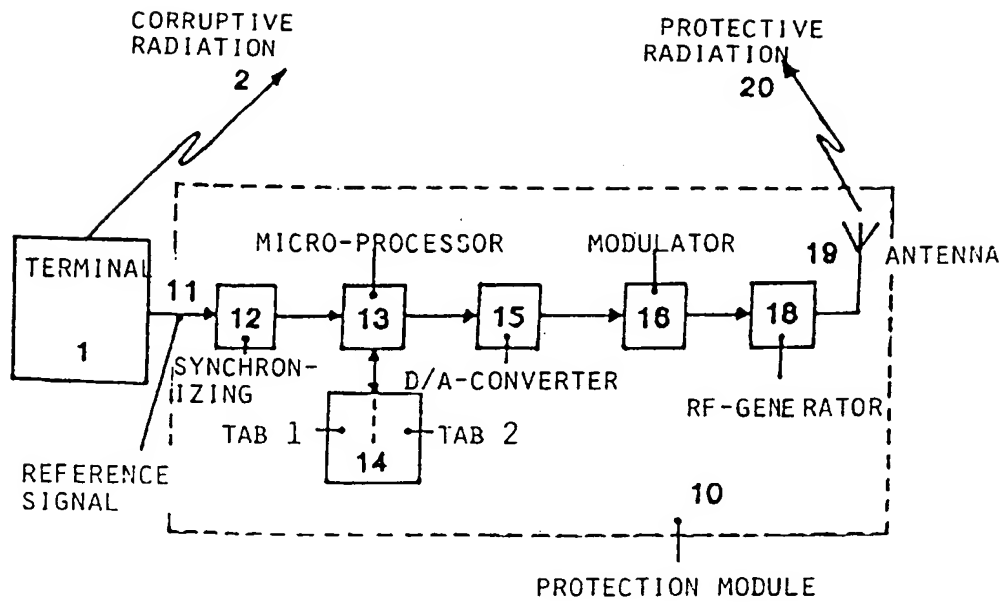 CORRUPTIVE
RADIATION
2
PROTECTIVE
RADIATION
20
TERMINAL
1
11
MICRO-PROCESSOR
MODULATOR
19
ANTENNA
12
13
15
16
18
SYNCHRON-
IZING
D/A-CONVERTER
RF-GENERATOR
TAB 1
TAB 2
14
REFERENCE
SIGNAL
10
PROTECTION MODULE